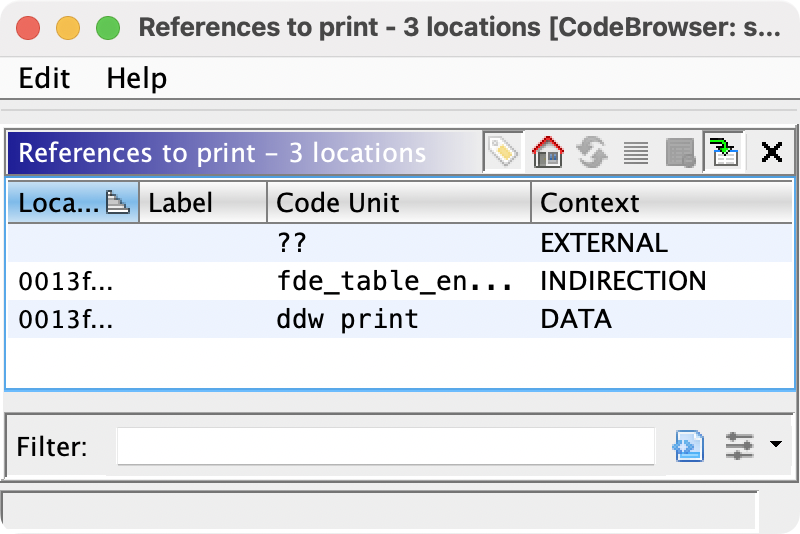 References to print - 3 locations [CodeBrowser: s...
Edit Help
References to print – 3 locations
Loca... Label Code Unit Context
?? EXTERNAL
0013f... fde_table_en... INDIRECTION
0013f... ddw print DATA
Filter: